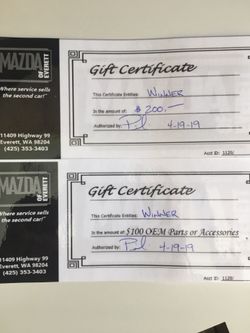 MAZDA
OF EVERETT
"Where service sells
the second car!"
11409 Highway 99
Everett, WA 98204
(425) 353-3403
Gift Certificate
This Certificate Entitles: WINNER
In the amount of: $200.—
Authorized by: 4-19-19
Acct ID: 1120/
MAZDA
OF EVERETT
Where service sells
the second car!"
11409 Highway 99
Everett, WA 98204
(425) 353-3403
Gift Certificate
This Certificate Entitles: WINNER
In the amount of: $100 OEM Parts or Accessories
Authorized by: 4-19-19
Acct ID: 1120/